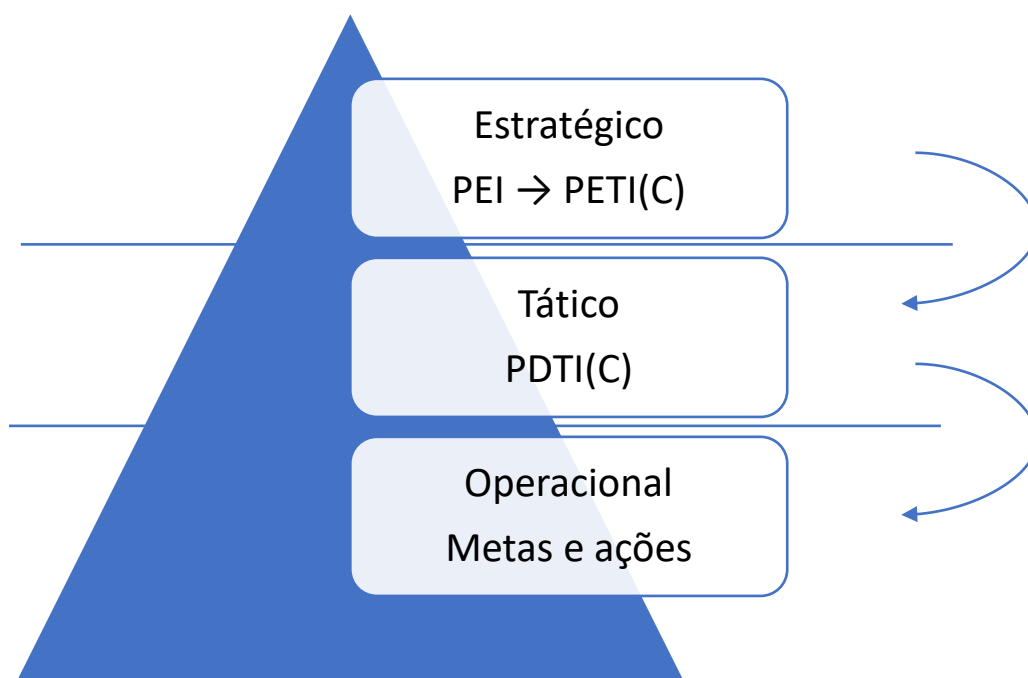 Estratégico
PEI → PETI(C)
Tático
PDTI(C)
Operacional
Metas e ações